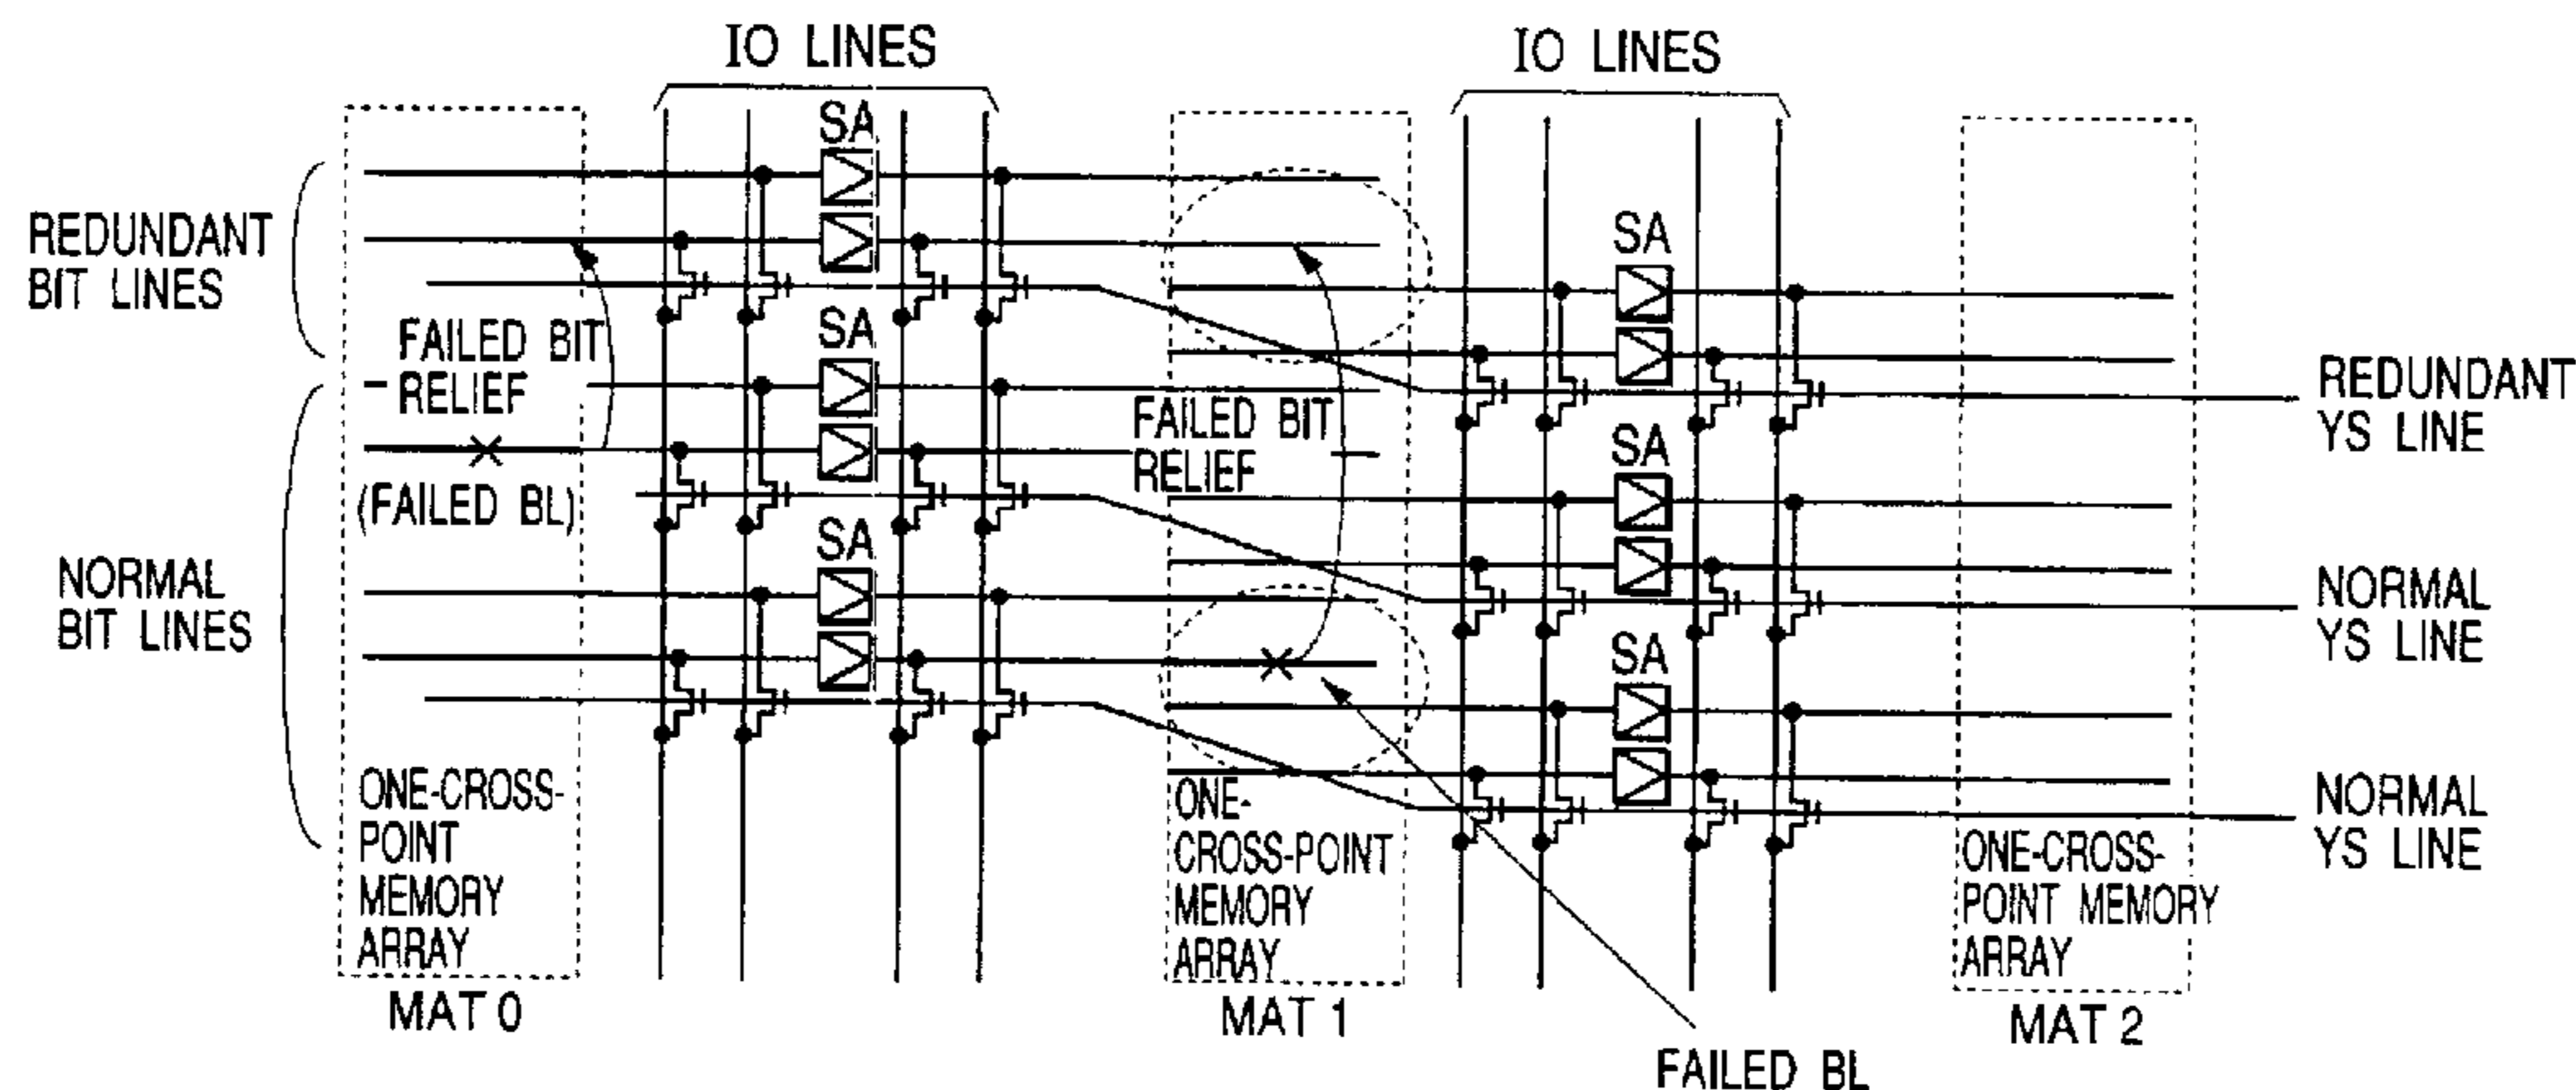 IO LINES
IO LINES
SA
REDUNDANT
BIT LINES
SA
FAILED BIT
RELIEF
SA
REDUNDANT
YS LINE
FAILED BIT
RELIEF
SA
(FAILED BL)
SA
NORMAL
BIT LINES
NORMAL
YS LINE
SA
ONE-CROSS-
POINT
MEMORY
ARRAY
MAT 0
ONE-
CROSS-POINT
MEMORY
ARRAY
MAT 1
NORMAL
YS LINE
ONE-CROSS-
POINT MEMORY
ARRAY
MAT 2
FAILED BL